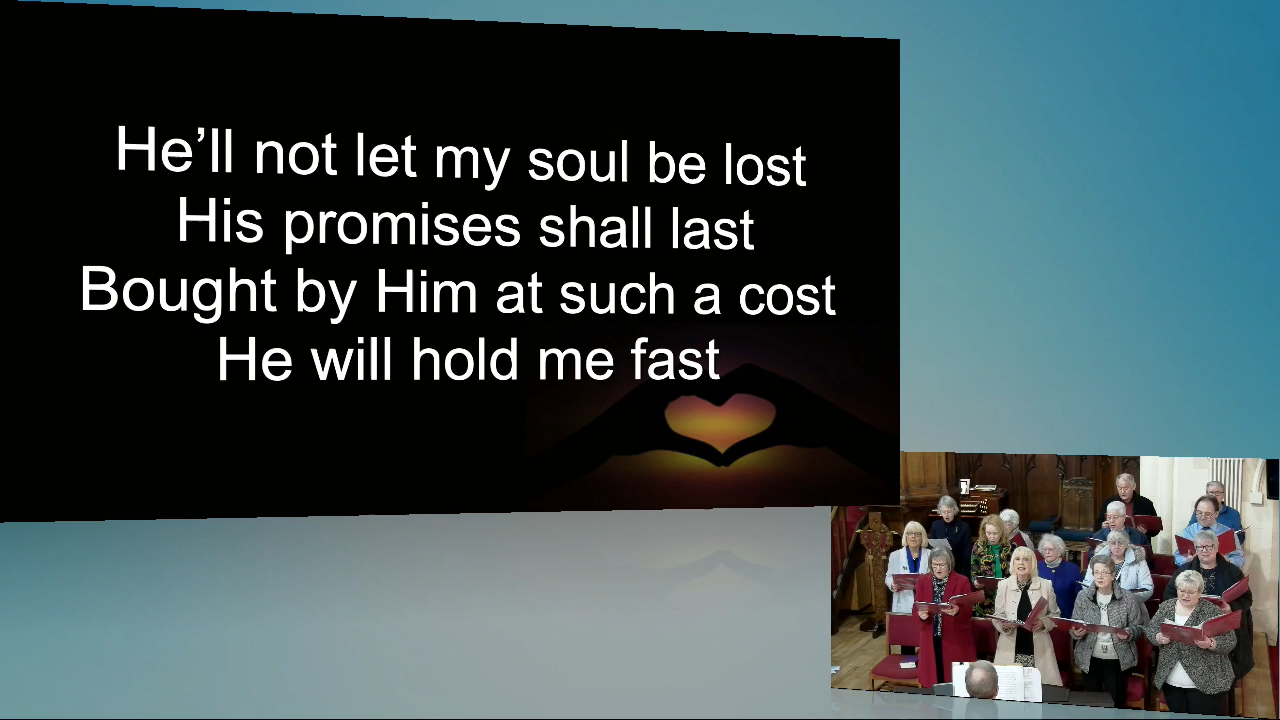 He’ll not let my soul be lost
His promises shall last
Bought by Him at such a cost
He will hold me fast